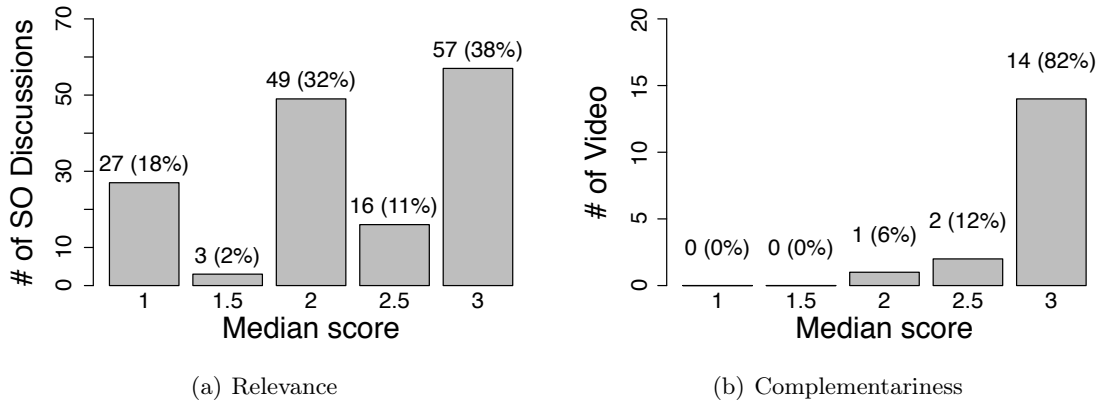 # of SO Discussions
70
50
30
10
0
27 (18%)
3 (2%)
49 (32%)
16 (11%)
57 (38%)
1 1.5 2 2.5 3
Median score
(a) Relevance
# of Video
20
15
10
5
0
0 (0%)
0 (0%)
1 (6%)
2 (12%)
14 (82%)
1 1.5 2 2.5 3
Median score
(b) Complementariness